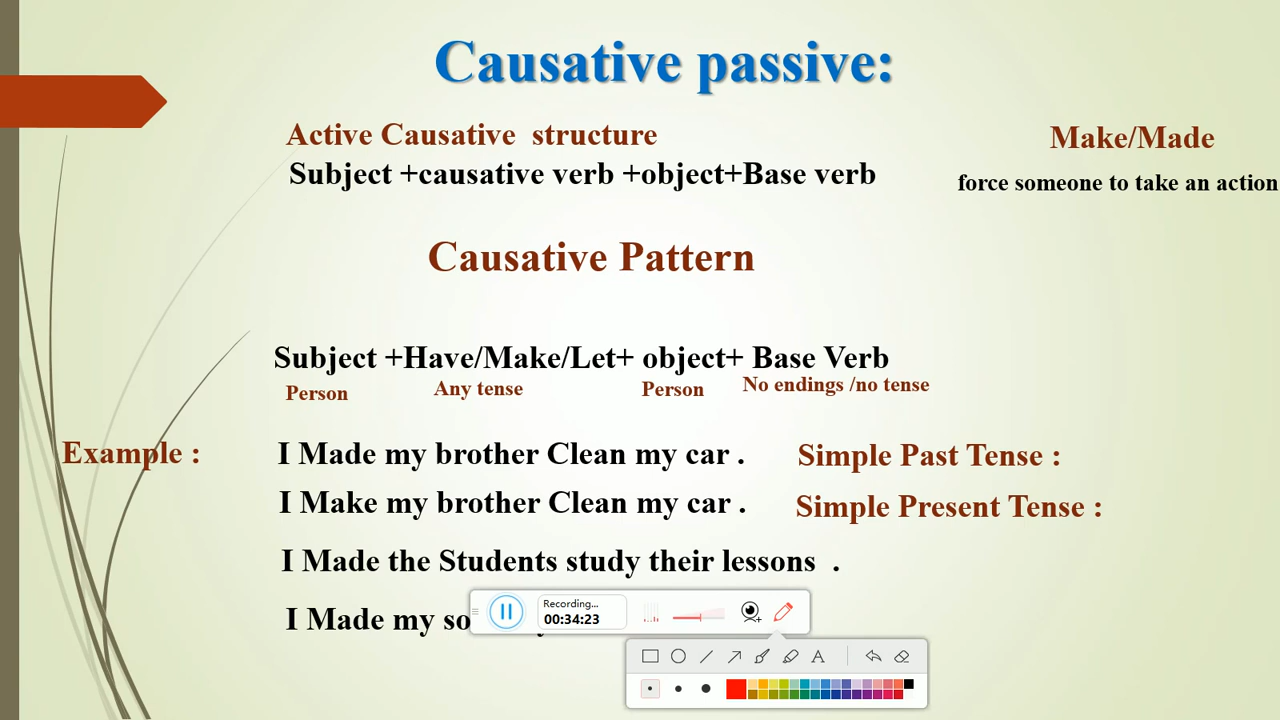 Causative passive:
Active Causative structure
Make/Made
Subject +causative verb +object+Base verb
force someone to take an action
Causative Pattern
Subject +Have/Make/Let+ object+ Base Verb
Person
Any tense
Person
No endings /no tense
Example :
I Made my brother Clean my car .
Simple Past Tense :
I Make my brother Clean my car .
Simple Present Tense :
I Made the Students study their lessons .
I Made my
Recording...
00:34:23
A